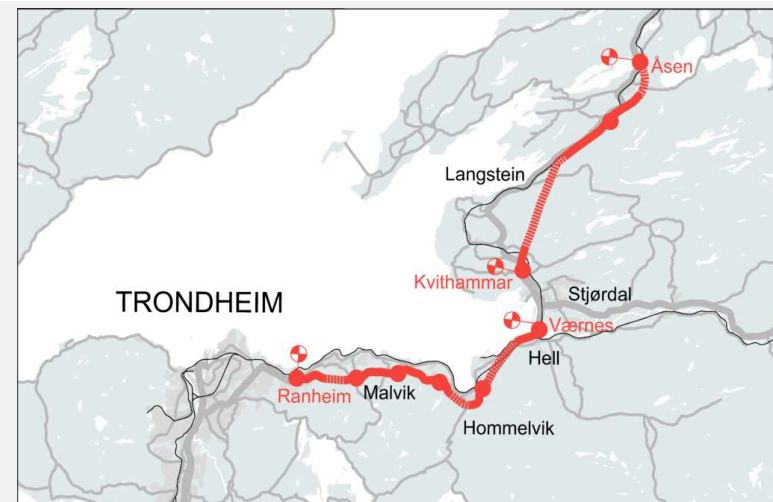 Åsen
Langstein
Kvithammar
Stjørdal
TRONDHEIM
Værnes
Hell
Ranheim
Malvik
Hommelvik